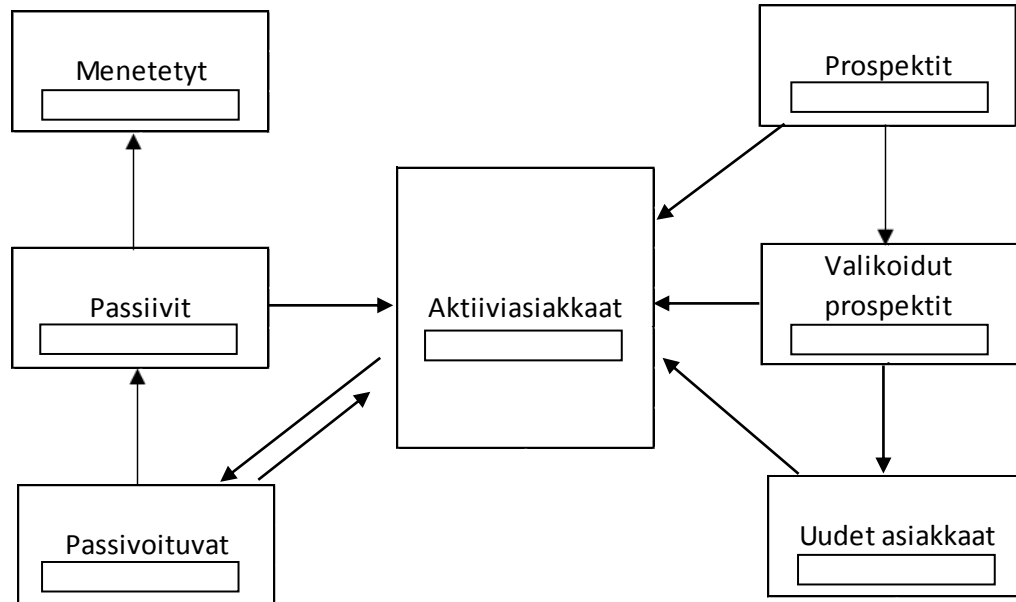 Menetetyt
Prospektit
Passiivit
Aktiiviasiakkaat
Valikoidut
prospektit
Passivoituvat
Uudet asiakkaat